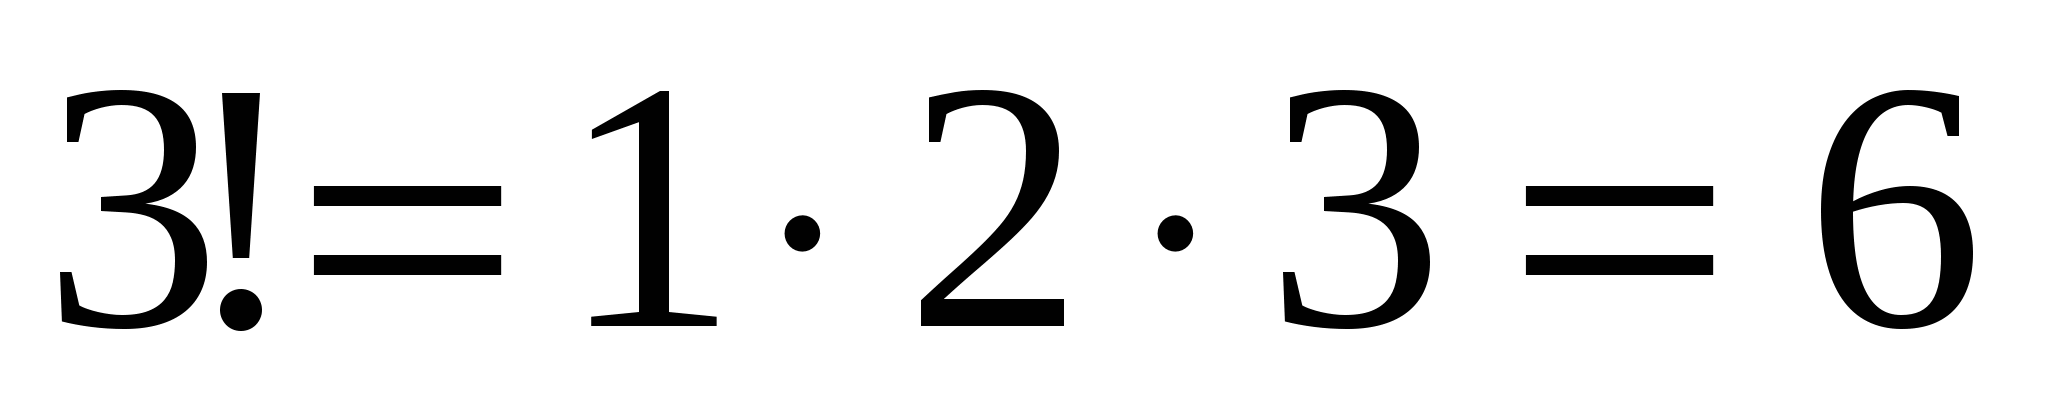 3! = 1 · 2 · 3 = 6